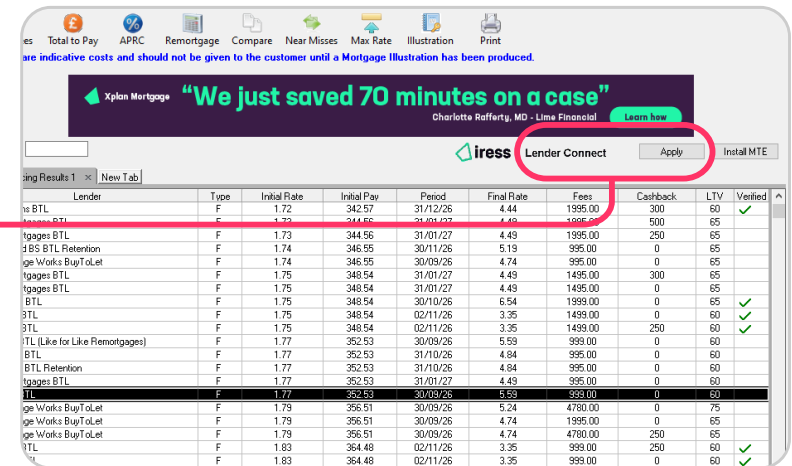 es Total to Pay APRC Remortgage Compare Near Misses Max Rate Illustration Print
are indicative costs and should not be given to the customer until a Mortgage Illustration has been produced.
Xplan Mortgage "We just saved 70 minutes on a case"
Charlotte Rafferty, MD - Lime Financial Learn how
iress Lender Connect Apply Install MTE
cing Results 1 × New Tab
Lender Type Initial Rate Initial Pay Period Final Rate Fees Cashback LTV Verified
ns BTL F 1.72 342.57 31/12/26 4.44 1995.00 300 60
tgages BTL F 1.73 344.56 31/01/27 4.49 1995.00 500 65
tgages BTL F 1.73 344.56 31/01/27 4.49 1995.00 250 65
d BS BTL Retention F 1.74 346.55 30/11/26 5.19 995.00 0 65
ge Works BuyToLet F 1.74 346.55 30/09/26 4.74 995.00 0 65
tgages BTL F 1.75 348.54 31/01/27 4.49 1495.00 300 65
tgages BTL F 1.75 348.54 31/01/27 4.49 1495.00 0 65
BTL F 1.75 348.54 30/10/26 6.54 1999.00 0 65
BTL F 1.75 348.54 02/11/26 3.35 1499.00 0 60
BTL F 1.75 348.54 02/11/26 3.35 1499.00 250 60
BTL (Like for Like Remortgages) F 1.77 352.53 30/09/26 5.59 999.00 0 60
BTL F 1.77 352.53 31/10/26 4.84 995.00 0 60
BTL Retention F 1.77 352.53 31/10/26 4.84 995.00 0 60
tgages BTL F 1.77 352.53 31/01/27 4.49 995.00 0 60
BTL F 1.77 352.53 30/09/26 5.59 999.00 0 60
ge Works BuyToLet F 1.79 356.51 30/09/26 5.24 4780.00 0 75
ge Works BuyToLet F 1.79 356.51 30/09/26 4.74 1995.00 0 65
ge Works BuyToLet F 1.79 356.51 30/09/26 4.74 4780.00 250 65
BTL F 1.83 364.48 02/11/26 3.35 999.00 0 60
F 1.83 364.48 02/11/26 3.35 999.00 250 60